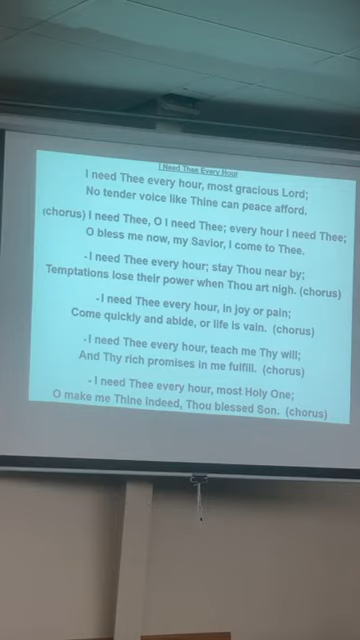 I Need Thee Every Hour
I need Thee every hour, most gracious Lord;
No tender voice like Thine can peace afford.
(chorus) I need Thee, O I need Thee; every hour I need Thee;
O bless me now, my Savior, I come to Thee.
-I need Thee every hour; stay Thou near by;
Temptations lose their power when Thou art nigh. (chorus)
-I need Thee every hour, in joy or pain;
Come quickly and abide, or life is vain. (chorus)
-I need Thee every hour, teach me Thy will;
And Thy rich promises in me fulfill. (chorus)
- I need Thee every hour, most Holy One;
O make me Thine indeed, Thou blessed Son. (chorus)